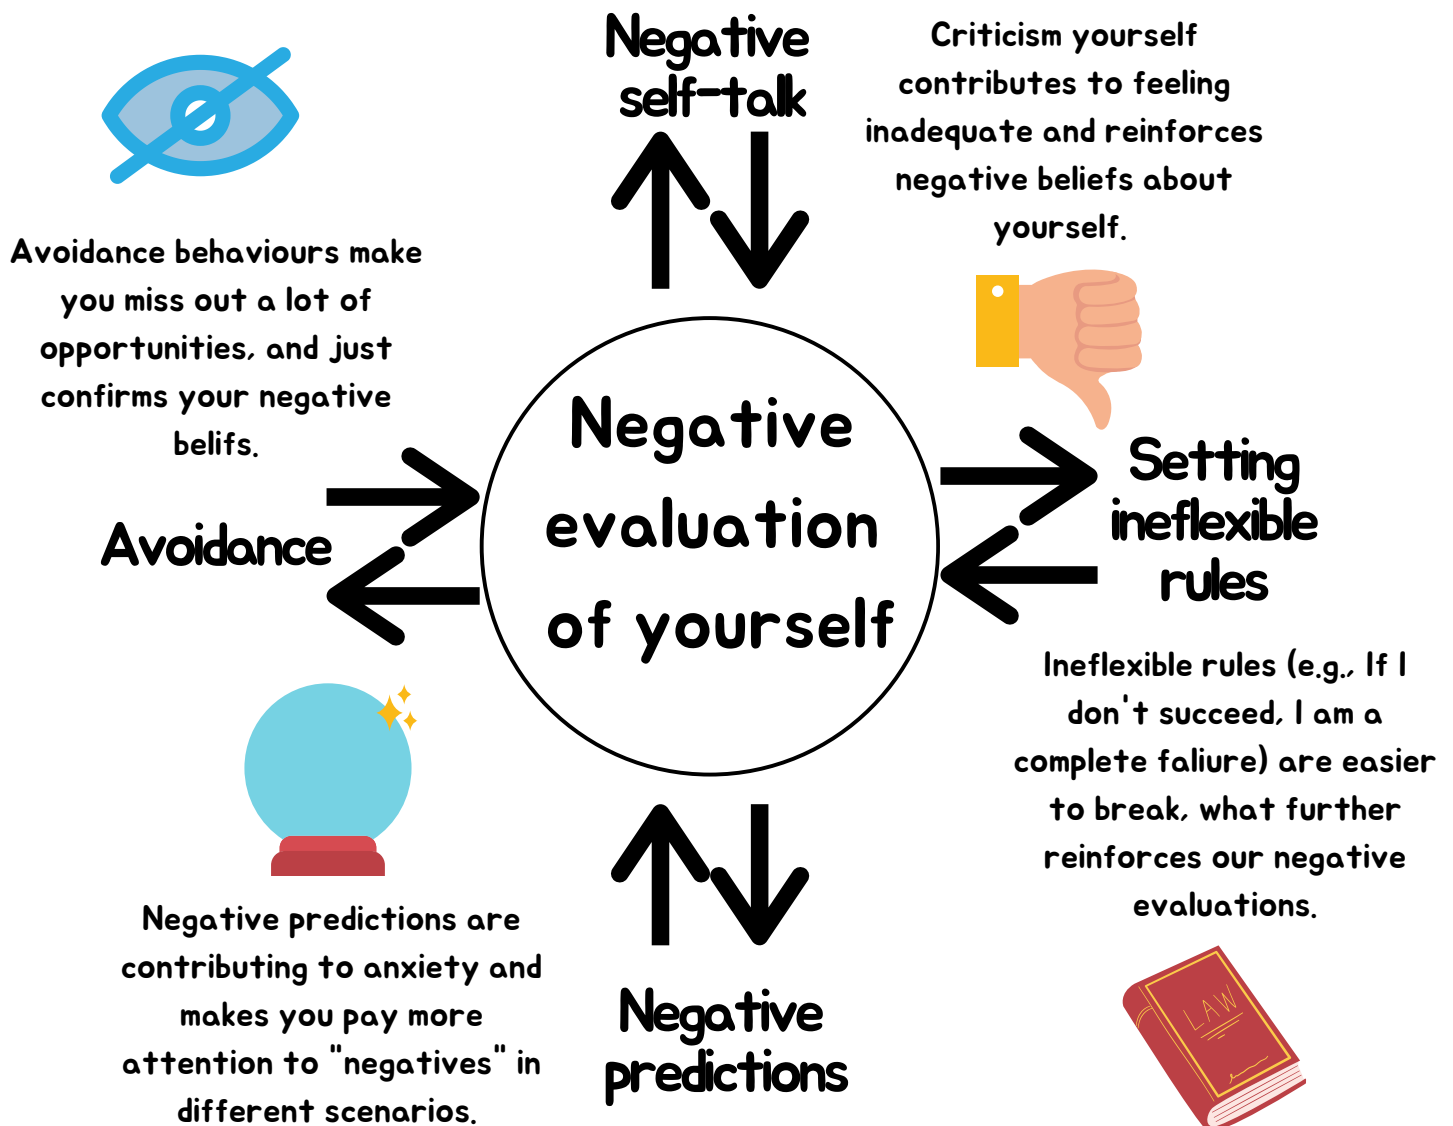 Negative
self-talk
Criticism yourself
contributes to feeling
inadequate and reinforces
negative beliefs about
yourself.
Avoidance behaviours make
you miss out a lot of
opportunities, and just
confirms your negative
belifs.
Avoidance
Negative
evaluation
of yourself
Setting
ineflexible
rules
Ineflexible rules (e.g., If I
don't succeed, I am a
complete faliure) are easier
to break, what further
reinforces our negative
evaluations.
Negative predictions are
contributing to anxiety and
makes you pay more
attention to "negatives" in
different scenarios.
Negative
predictions
LAW